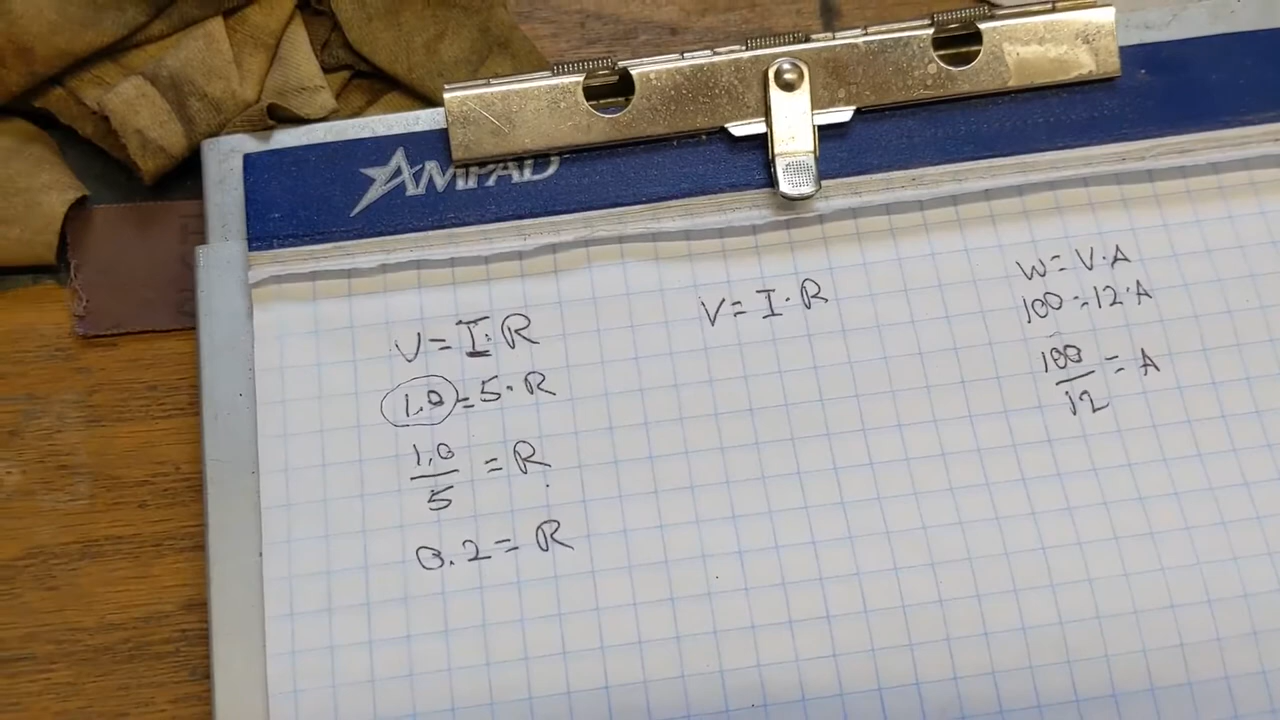 AMPAD
V = I · R
1.0 = 5 · R
1.0
5
= R
0.2 = R
V = I · R
W = V · A
100 = 12 · A
100
12
= A